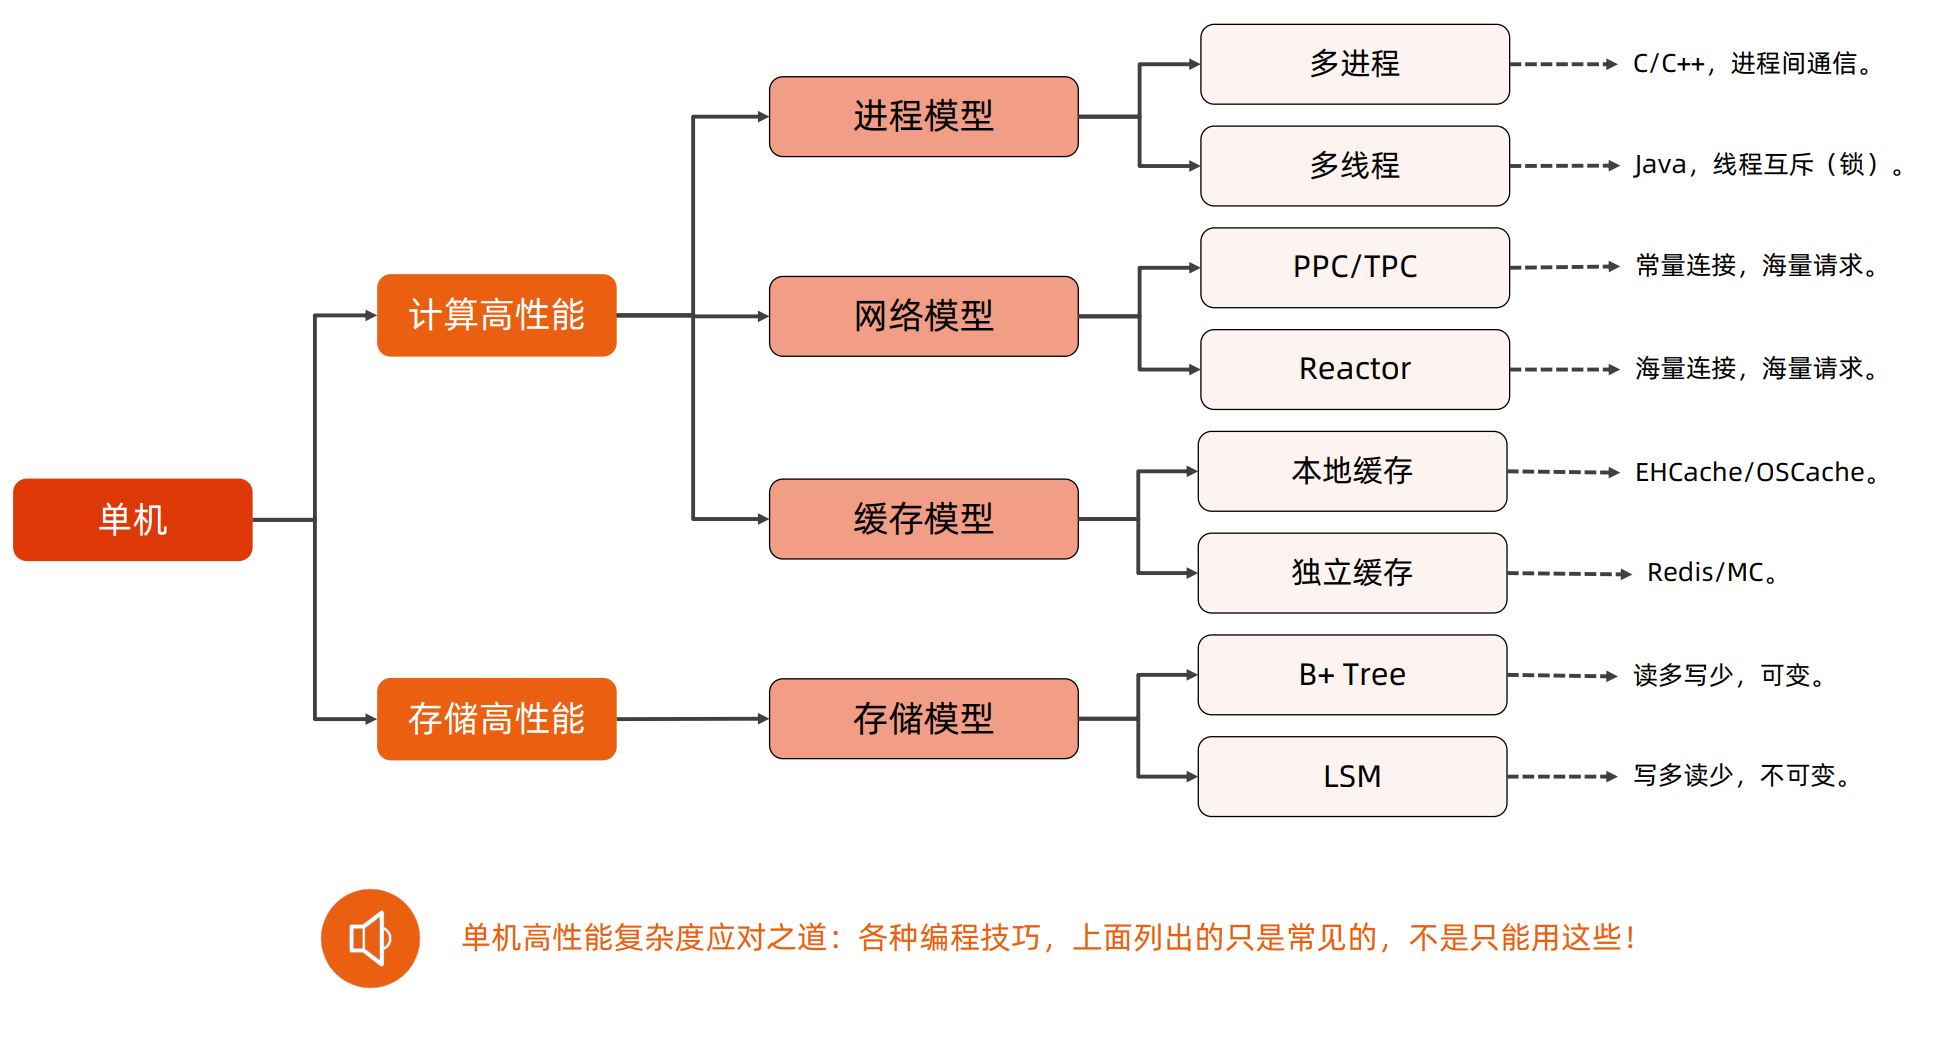 单机
计算高性能
存储高性能
进程模型
网络模型
缓存模型
存储模型
多进程
C/C++，进程间通信。
多线程
Java，线程互斥（锁）。
PPC/TPC
常量连接，海量请求。
Reactor
海量连接，海量请求。
本地缓存
EHCache/OSCache。
独立缓存
Redis/MC。
B+ Tree
读多写少，可变。
LSM
写多读少，不可变。
单机高性能复杂度应对之道：各种编程技巧，上面列出的只是常见的，不是只能用这些！